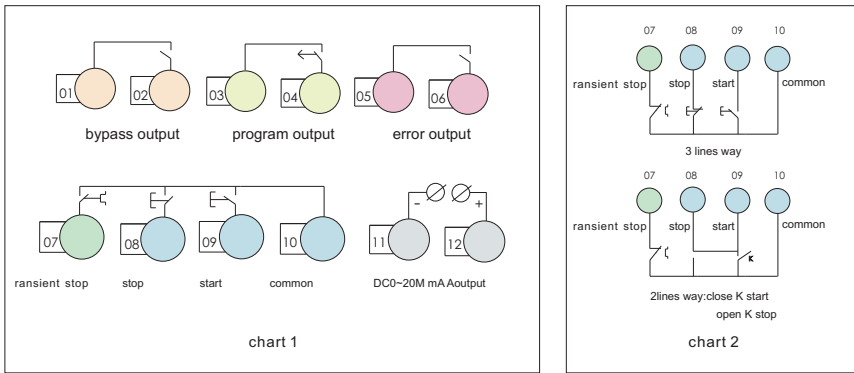 01 02 03 04 05 06
bypass output program output error output
07 08 09 10 11 - + 12
ransient stop stop start common DC0~20M mA Aoutput
chart 1
07 08 09 10
ransient stop stop start common
3 lines way
07 08 09 10
ransient stop stop start common
K
2lines way:close K start
open K stop
chart 2